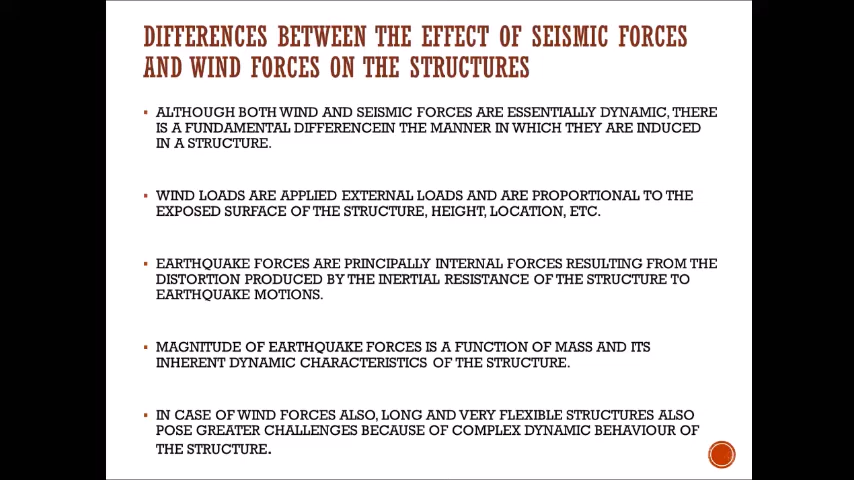 DIFFERENCES BETWEEN THE EFFECT OF SEISMIC FORCES
AND WIND FORCES ON THE STRUCTURES
ALTHOUGH BOTH WIND AND SEISMIC FORCES ARE ESSENTIALLY DYNAMIC, THERE
IS A FUNDAMENTAL DIFFERENCEIN THE MANNER IN WHICH THEY ARE INDUCED
IN A STRUCTURE.
WIND LOADS ARE APPLIED EXTERNAL LOADS AND ARE PROPORTIONAL TO THE
EXPOSED SURFACE OF THE STRUCTURE, HEIGHT, LOCATION, ETC.
EARTHQUAKE FORCES ARE PRINCIPALLY INTERNAL FORCES RESULTING FROM THE
DISTORTION PRODUCED BY THE INERTIAL RESISTANCE OF THE STRUCTURE TO
EARTHQUAKE MOTIONS.
MAGNITUDE OF EARTHQUAKE FORCES IS A FUNCTION OF MASS AND ITS
INHERENT DYNAMIC CHARACTERISTICS OF THE STRUCTURE.
IN CASE OF WIND FORCES ALSO, LONG AND VERY FLEXIBLE STRUCTURES ALSO
POSE GREATER CHALLENGES BECAUSE OF COMPLEX DYNAMIC BEHAVIOUR OF
THE STRUCTURE.